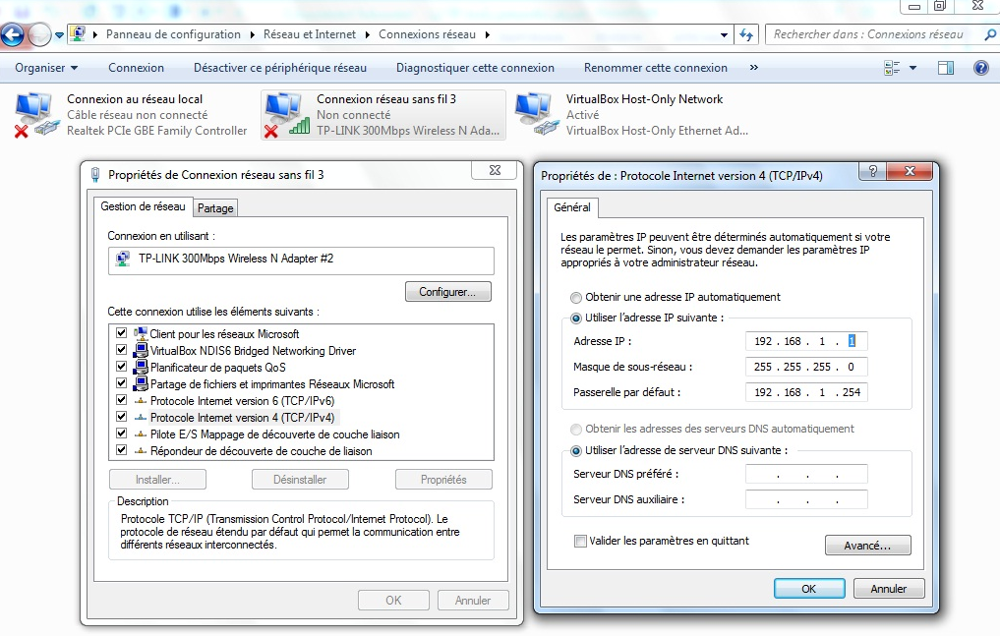 Panneau de configuration
Réseau et Internet
Connexions réseau
Rechercher dans : Connexions réseau
Organiser
Connexion
Désactiver ce périphérique réseau
Diagnostiquer cette connexion
Renommer cette connexion
»
Connexion au réseau local
Câble réseau non connecté
Realtek PCIe GBE Family Controller
Connexion réseau sans fil 3
Non connecté
TP-LINK 300Mbps Wireless N Ada...
VirtualBox Host-Only Network
Activé
VirtualBox Host-Only Ethernet Ad...
Propriétés de Connexion réseau sans fil 3
Gestion de réseau
Partage
Connexion en utilisant :
TP-LINK 300Mbps Wireless N Adapter #2
Configurer...
Cette connexion utilise les éléments suivants :
Client pour les réseaux Microsoft
VirtualBox NDIS6 Bridged Networking Driver
Planificateur de paquets QoS
Partage de fichiers et imprimantes Réseaux Microsoft
Protocole Internet version 6 (TCP/IPv6)
Protocole Internet version 4 (TCP/IPv4)
Pilote E/S Mappage de découverte de couche liaison
Répondeur de découverte de couche de liaison
Installer...
Désinstaller
Propriétés
Description
Protocole TCP/IP (Transmission Control Protocol/Internet Protocol). Le
protocole de réseau étendu par défaut qui permet la communication entre
différents réseaux interconnectés.
OK
Annuler
Propriétés de : Protocole Internet version 4 (TCP/IPv4)
Général
Les paramètres IP peuvent être déterminés automatiquement si votre
réseau le permet. Sinon, vous devez demander les paramètres IP
appropriés à votre administrateur réseau.
Obtenir une adresse IP automatiquement
Utiliser l'adresse IP suivante :
Adresse IP :
192 . 168 . 1 . 1
Masque de sous-réseau :
255 . 255 . 255 . 0
Passerelle par défaut :
192 . 168 . 1 . 254
Obtenir les adresses des serveurs DNS automatiquement
Utiliser l'adresse de serveur DNS suivante :
Serveur DNS préféré :
. . .
Serveur DNS auxiliaire :
. . .
Valider les paramètres en quittant
Avancé...
OK
Annuler